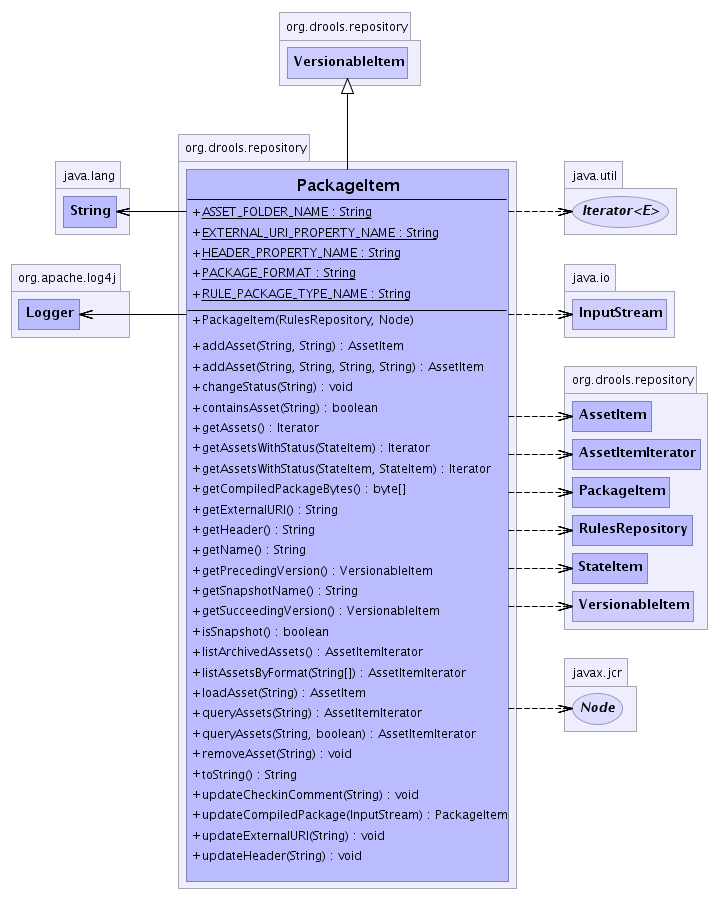 org.drools.repository
VersionableItem
org.drools.repository
PackageItem
+ASSET_FOLDER_NAME : String
+EXTERNAL_URI_PROPERTY_NAME : String
+HEADER_PROPERTY_NAME : String
+PACKAGE_FORMAT : String
+RULE_PACKAGE_TYPE_NAME : String
+PackageItem(RulesRepository, Node)
+addAsset(String, String) : AssetItem
+addAsset(String, String, String, String) : AssetItem
+changeStatus(String) : void
+containsAsset(String) : boolean
+getAssets() : Iterator
+getAssetsWithStatus(StateItem) : Iterator
+getAssetsWithStatus(StateItem, StateItem) : Iterator
+getCompiledPackageBytes() : byte[]
+getExternalURI() : String
+getHeader() : String
+getName() : String
+getPrecedingVersion() : VersionableItem
+getSnapshotName() : String
+getSucceedingVersion() : VersionableItem
+isSnapshot() : boolean
+listArchivedAssets() : AssetItemIterator
+listAssetsByFormat(String[]) : AssetItemIterator
+loadAsset(String) : AssetItem
+queryAssets(String) : AssetItemIterator
+queryAssets(String, boolean) : AssetItemIterator
+removeAsset(String) : void
+toString() : String
+updateCheckinComment(String) : void
+updateCompiledPackage(InputStream) : PackageItem
+updateExternalURI(String) : void
+updateHeader(String) : void
java.lang
String
org.apache.log4j
Logger
java.util
Iterator<E>
java.io
InputStream
org.drools.repository
AssetItem
AssetItemIterator
PackageItem
RulesRepository
StateItem
VersionableItem
javax.jcr
Node